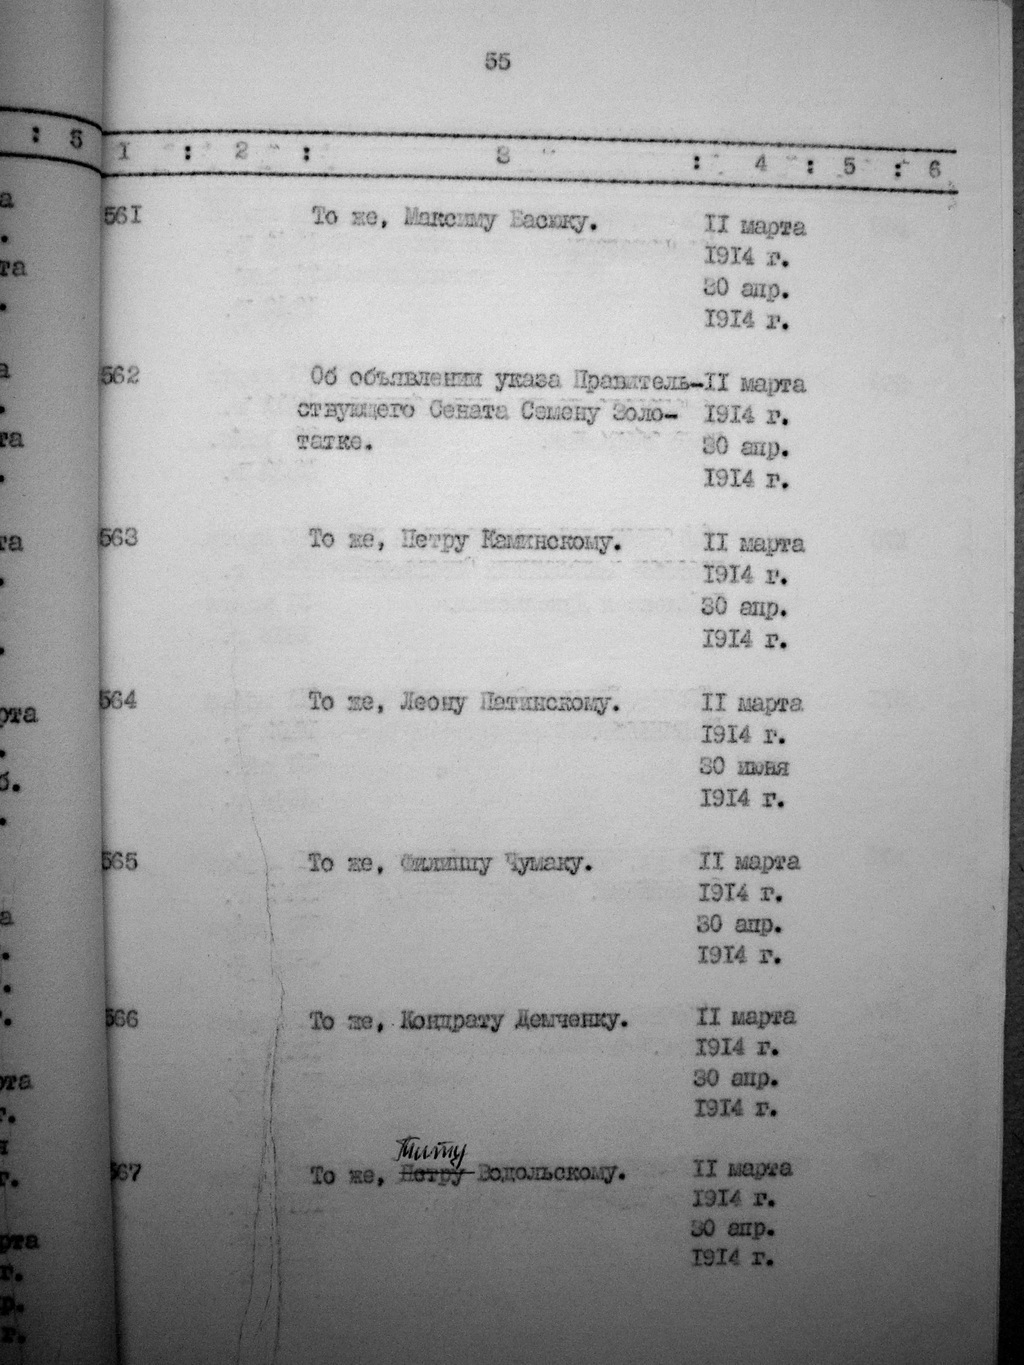 55
: 5
1 : 2 : 3 : 4 : 5 : 6
561 То же, Максиму Басюку. II марта
1914 г.
30 апр.
1914 г.
562 Об объявлении указа Правитель- II марта
ствующего Сената Семену Золо- 1914 г.
татке. 30 апр.
1914 г.
563 То же, Петру Каминскому. II марта
1914 г.
30 апр.
1914 г.
564 То же, Леону Патинскому. II марта
1914 г.
30 июня
1914 г.
565 То же, Филиппу Чумаку. II марта
1914 г.
30 апр.
1914 г.
566 То же, Кондрату Демченку. II марта
1914 г.
30 апр.
1914 г.
Титу
567 То же, Петру Водольскому. II марта
1914 г.
30 апр.
1914 г.